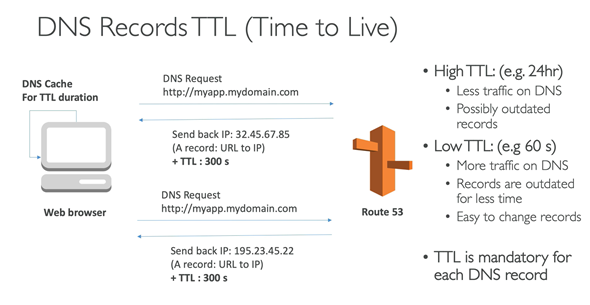 DNS Records TTL (Time to Live)
DNS Cache
For TTL duration
Web browser
DNS Request
http://myapp.mydomain.com
Send back IP: 32.45.67.85
(A record: URL to IP)
+ TTL : 300 s
DNS Request
http://myapp.mydomain.com
Send back IP: 195.23.45.22
(A record: URL to IP)
+ TTL : 300 s
Route 53
• High TTL: (e.g. 24hr)
• Less traffic on DNS
• Possibly outdated
records
• Low TTL: (e.g 60 s)
• More traffic on DNS
• Records are outdated
for less time
• Easy to change records
• TTL is mandatory for
each DNS record